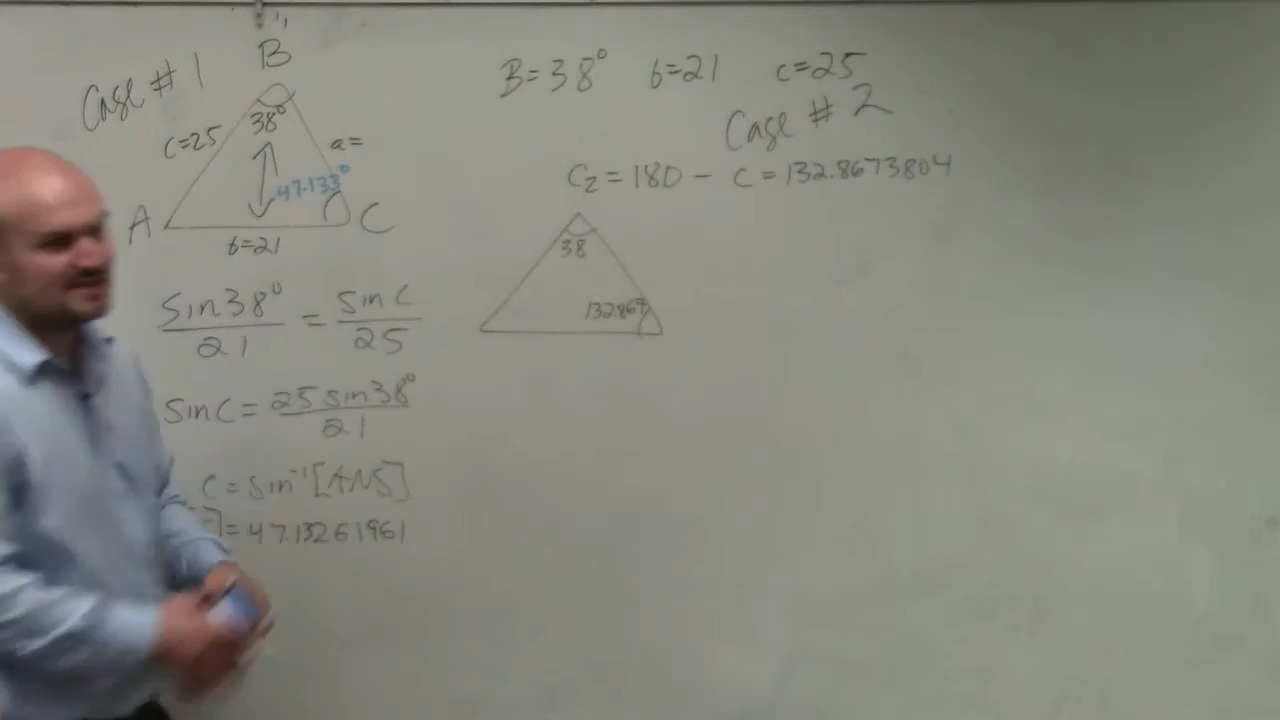 Case # 1
B
38°
c=25
a=
47.133°
A
C
b=21
sin38° / 21 = sin C / 25
sin C = 25 sin 38° / 21
C = sin⁻¹[ANS]
= 47.13261961
B=38° b=21 c=25
Case # 2
C₂ = 180 - C = 132.8673804
38
132.867